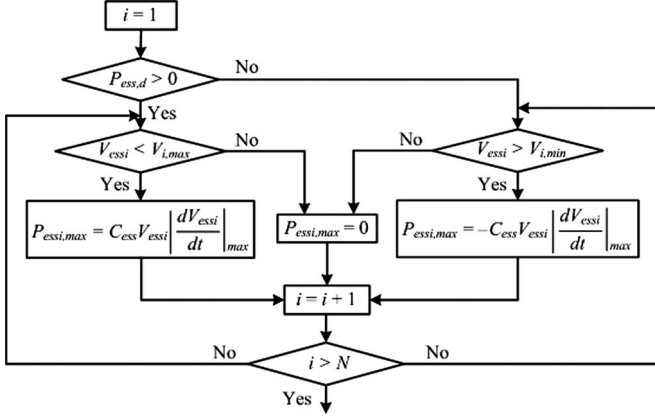 i = 1
P_{ess,d} > 0
No
Yes
V_{essi} < V_{i,max}
No
No
V_{essi} > V_{i,min}
Yes
Yes
P_{essi,max} = C_{ess}V_{essi}|dV_{essi}/dt|_{max}
P_{essi,max} = 0
P_{essi,max} = –C_{ess}V_{essi}|dV_{essi}/dt|_{max}
i = i + 1
No
i > N
No
Yes